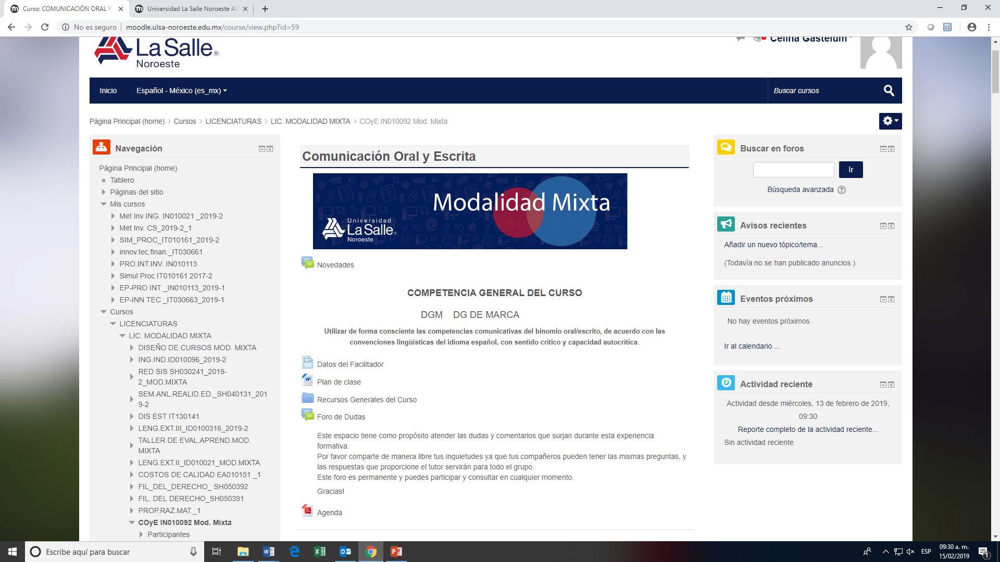 Curso: COMUNICACIÓN ORAL Y
Universidad La Salle Noroeste A.
No es seguro
moodle.ulsa-noroeste.edu.mx/course/view.php?id=59
La Salle®
Noroeste
Celina Gastelum
Inicio
Español - México (es_mx)
Buscar cursos
Página Principal (home) > Cursos > LICENCIATURAS > LIC. MODALIDAD MIXTA > COyE IN010092 Mod. Mixta
Navegación
Página Principal (home)
Tablero
Páginas del sitio
Mis cursos
Met Inv ING. IN010021 _2019-2
Met Inv. CS_2019-2_1
SIM_PROC_IT010161_2019-2
innov.tec.finan._IT030661
PRO.INT.INV. IN010113
Simul Proc IT010161 2017-2
EP-PRO INT _IN010113_2019-1
EP-INN TEC _IT030663_2019-1
Cursos
LICENCIATURAS
LIC. MODALIDAD MIXTA
DISEÑO DE CURSOS MOD. MIXTA
ING.IND.ID010096_2019-2
RED SIS SH030241_2019-
2_MOD.MIXTA
SEM.ANL.REALID.ED._SH040131_201
9-2
DIS EST IT130141
LENG.EXT.III_ID0100316_2019-2
TALLER DE EVAL.APREND.MOD.
MIXTA
LENG.EXT.II_ID010021_MOD.MIXTA
COSTOS DE CALIDAD EA010151 _1
FIL_DEL_DERECHO_ SH050392
FIL. DEL DERECHO_SH050391
PROP.RAZ.MAT._1
COyE IN010092 Mod. Mixta
Participantes
Comunicación Oral y Escrita
Modalidad Mixta
Universidad
La Salle®
Noroeste
Novedades
COMPETENCIA GENERAL DEL CURSO
DGM DG DE MARCA
Utilizar de forma consciente las competencias comunicativas del binomio oral/escrito, de acuerdo con las
convenciones lingüísticas del idioma español, con sentido crítico y capacidad autocrítica.
Datos del Facilitador
Plan de clase
Recursos Generales del Curso
Foro de Dudas
Este espacio tiene como propósito atender las dudas y comentarios que surjan durante esta experiencia
formativa.
Por favor comparte de manera libre tus inquietudes ya que tus compañeros pueden tener las mismas preguntas, y
las respuestas que proporcione el tutor servirán para todo el grupo.
Este foro es permanente y puedes participar y consultar en cualquier momento.
Gracias!
Agenda
Buscar en foros
Ir
Búsqueda avanzada
Avisos recientes
Añadir un nuevo tópico/tema...
(Todavía no se han publicado anuncios.)
Eventos próximos
No hay eventos próximos
Ir al calendario ...
Actividad reciente
Actividad desde miércoles, 13 de febrero de 2019,
09:30
Reporte completo de la actividad reciente...
Sin actividad reciente
Escribe aquí para buscar
ESP
09:30 a. m.
15/02/2019
1